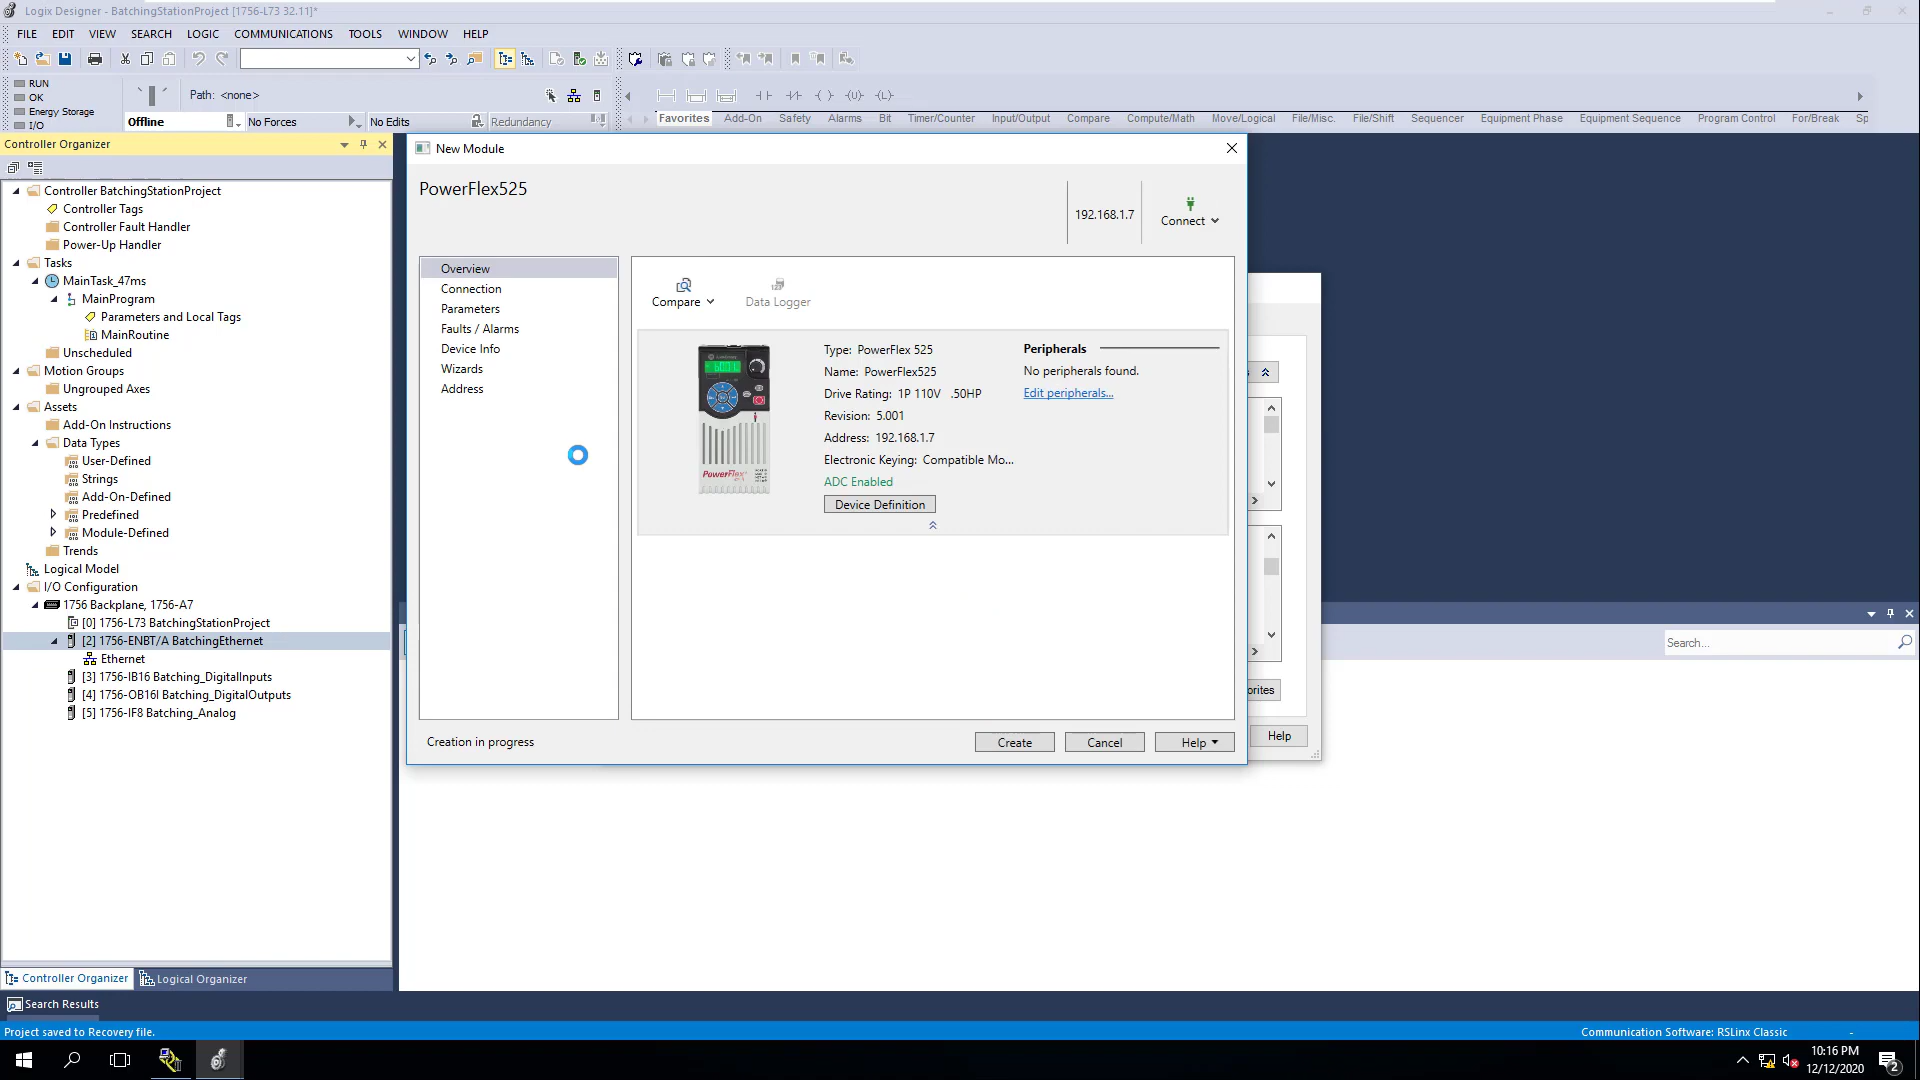 Logix Designer - BatchingStationProject [1756-L73 32.11]*
FILE EDIT VIEW SEARCH LOGIC COMMUNICATIONS TOOLS WINDOW HELP
RUN
OK
Energy Storage
I/O
Path: <none>
Offline No Forces No Edits Redundancy
Favorites Add-On Safety Alarms Bit Timer/Counter Input/Output Compare Compute/Math Move/Logical File/Misc. File/Shift Sequencer Equipment Phase Equipment Sequence Program Control For/Break Sp
Controller Organizer
Controller BatchingStationProject
Controller Tags
Controller Fault Handler
Power-Up Handler
Tasks
MainTask_47ms
MainProgram
Parameters and Local Tags
MainRoutine
Unscheduled
Motion Groups
Ungrouped Axes
Assets
Add-On Instructions
Data Types
User-Defined
Strings
Add-On-Defined
Predefined
Module-Defined
Trends
Logical Model
I/O Configuration
1756 Backplane, 1756-A7
[0] 1756-L73 BatchingStationProject
[2] 1756-ENBT/A BatchingEthernet
Ethernet
[3] 1756-IB16 Batching_DigitalInputs
[4] 1756-OB16I Batching_DigitalOutputs
[5] 1756-IF8 Batching_Analog
Controller Organizer Logical Organizer
New Module
PowerFlex525
192.168.1.7
Connect
Overview
Connection
Parameters
Faults / Alarms
Device Info
Wizards
Address
Compare
Data Logger
PowerFlex
Type: PowerFlex 525
Name: PowerFlex525
Drive Rating: 1P 110V .50HP
Revision: 5.001
Address: 192.168.1.7
Electronic Keying: Compatible Mo...
ADC Enabled
Device Definition
Peripherals
No peripherals found.
Edit peripherals...
Creation in progress
Create Cancel Help
orites
Help
Search...
Search Results
Project saved to Recovery file.
Communication Software: RSLinx Classic
10:16 PM
12/12/2020
2